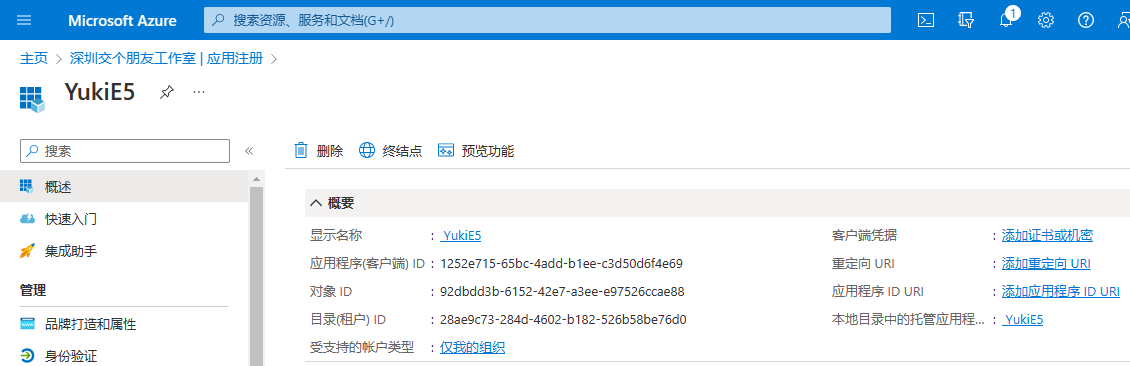 Microsoft Azure
搜索资源、服务和文档(G+/)
1
主页 > 深圳交个朋友工作室 | 应用注册 >
YukiE5
搜索
概述
快速入门
集成助手
管理
品牌打造和属性
身份验证
删除 终结点 预览功能
概要
显示名称 : YukiE5
应用程序(客户端) ID : 1252e715-65bc-4add-b1ee-c3d50d6f4e69
对象 ID : 92dbdd3b-6152-42e7-a3ee-e97526ccae88
目录(租户) ID : 28ae9c73-284d-4602-b182-526b58be76d0
受支持的帐户类型 : 仅我的组织
客户端凭据 : 添加证书或机密
重定向 URI : 添加重定向 URI
应用程序 ID URI : 添加应用程序 ID URI
本地目录中的托管应用程... : YukiE5